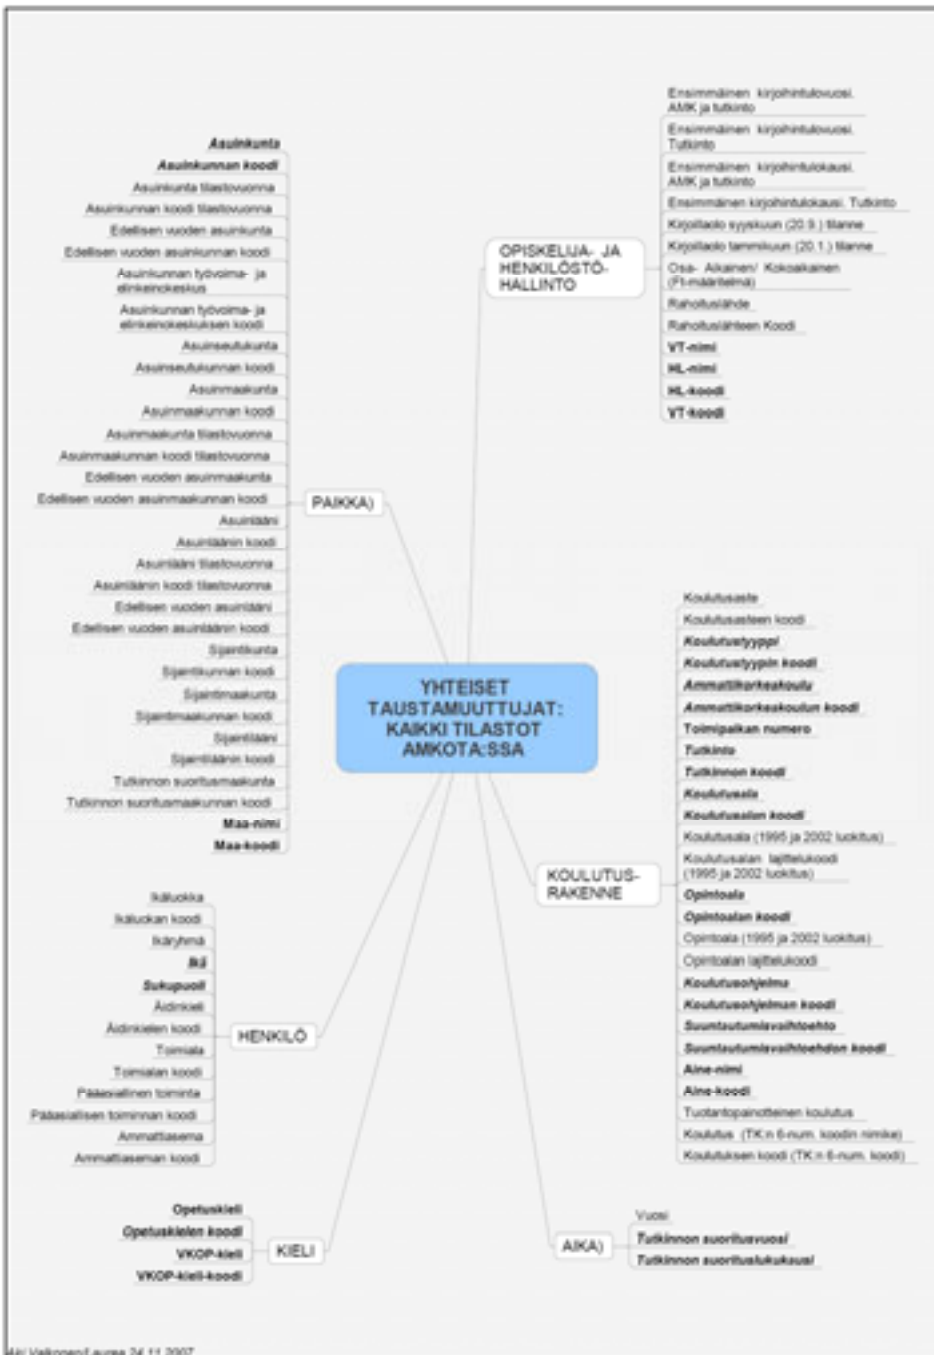 Asuinkunta
Asuinkunnan koodi
Asuinkunta tilastovuonna
Asuinkunnan koodi tilastovuonna
Edellisen vuoden asuinkunta
Edellisen vuoden asuinkunnan koodi
Asuinkunnan työvoima- ja
elinkeinokeskus
Asuinkunnan työvoima- ja
elinkeinokeskuksen koodi
Asuinseutukunta
Asuinseutukunnan koodi
Asuinmaakunta
Asuinmaakunnan koodi
Asuinmaakunta tilastovuonna
Asuinmaakunnan koodi tilastovuonna
Edellisen vuoden asuinmaakunta
Edellisen vuoden asuinmaakunnan koodi
Asuinlääni
Asuinläänin koodi
Asuinlääni tilastovuonna
Asuinläänin koodi tilastovuonna
Edellisen vuoden asuinlääni
Edellisen vuoden asuinläänin koodi
Sijaintikunta
Sijaintikunnan koodi
Sijaintimaakunta
Sijaintimaakunnan koodi
Sijaintilääni
Sijaintiläänin koodi
Tutkinnon suoritusmaakunta
Tutkinnon suoritusmaakunnan koodi
Maa-nimi
Maa-koodi
PAIKKA)
OPISKELIJA- JA
HENKILÖSTÖ-
HALLINTO
Ensimmäinen kirjoihintulovuosi.
AMK ja tutkinto
Ensimmäinen kirjoihintulovuosi.
Tutkinto
Ensimmäinen kirjoihintulokausi.
AMK ja tutkinto
Ensimmäinen kirjoihintulokausi. Tutkinto
Kirjoillaolo syyskuun (20.9.) tilanne
Kirjoillaolo tammikuun (20.1.) tilanne
Osa- Aikainen/ Kokoaikainen
(Ft-määritelmä)
Rahoituslähde
Rahoituslähteen Koodi
VT-nimi
HL-nimi
HL-koodi
VT-koodi
YHTEISET
TAUSTAMUUTTUJAT:
KAIKKI TILASTOT
AMKOTA:SSA
KOULUTUS-
RAKENNE
Koulutusaste
Koulutusasteen koodi
Koulutustyyppi
Koulutustyypin koodi
Ammattikorkeakoulu
Ammattikorkeakoulun koodi
Toimipaikan numero
Tutkinto
Tutkinnon koodi
Koulutusala
Koulutusalan koodi
Koulutusala (1995 ja 2002 luokitus)
Koulutusalan lajittelukoodi
(1995 ja 2002 luokitus)
Opintoala
Opintoalan koodi
Opintoala (1995 ja 2002 luokitus)
Opintoalan lajittelukoodi
Koulutusohjelma
Koulutusohjelman koodi
Suuntautumisvaihtoehto
Suuntautumisvaihtoehdon koodi
Aine-nimi
Aine-koodi
Tuotantopainotteinen koulutus
Koulutus (TK:n 6-num. koodin nimike)
Koulutuksen koodi (TK:n 6-num. koodi)
Ikäluokka
Ikäluokan koodi
Ikäryhmä
Ikä
Sukupuoli
Äidinkieli
Äidinkielen koodi
Toimiala
Toimialan koodi
Pääasiallinen toiminta
Pääasiallisen toiminnan koodi
Ammattiasema
Ammattiaseman koodi
HENKILÖ
Opetuskieli
Opetuskielen koodi
VKOP-kieli
VKOP-kieli-koodi
KIELI
AIKA)
Vuosi
Tutkinnon suoritusvuosi
Tutkinnon suorituslukukausi
Aki Valkonen/Laurea 24.11.2007